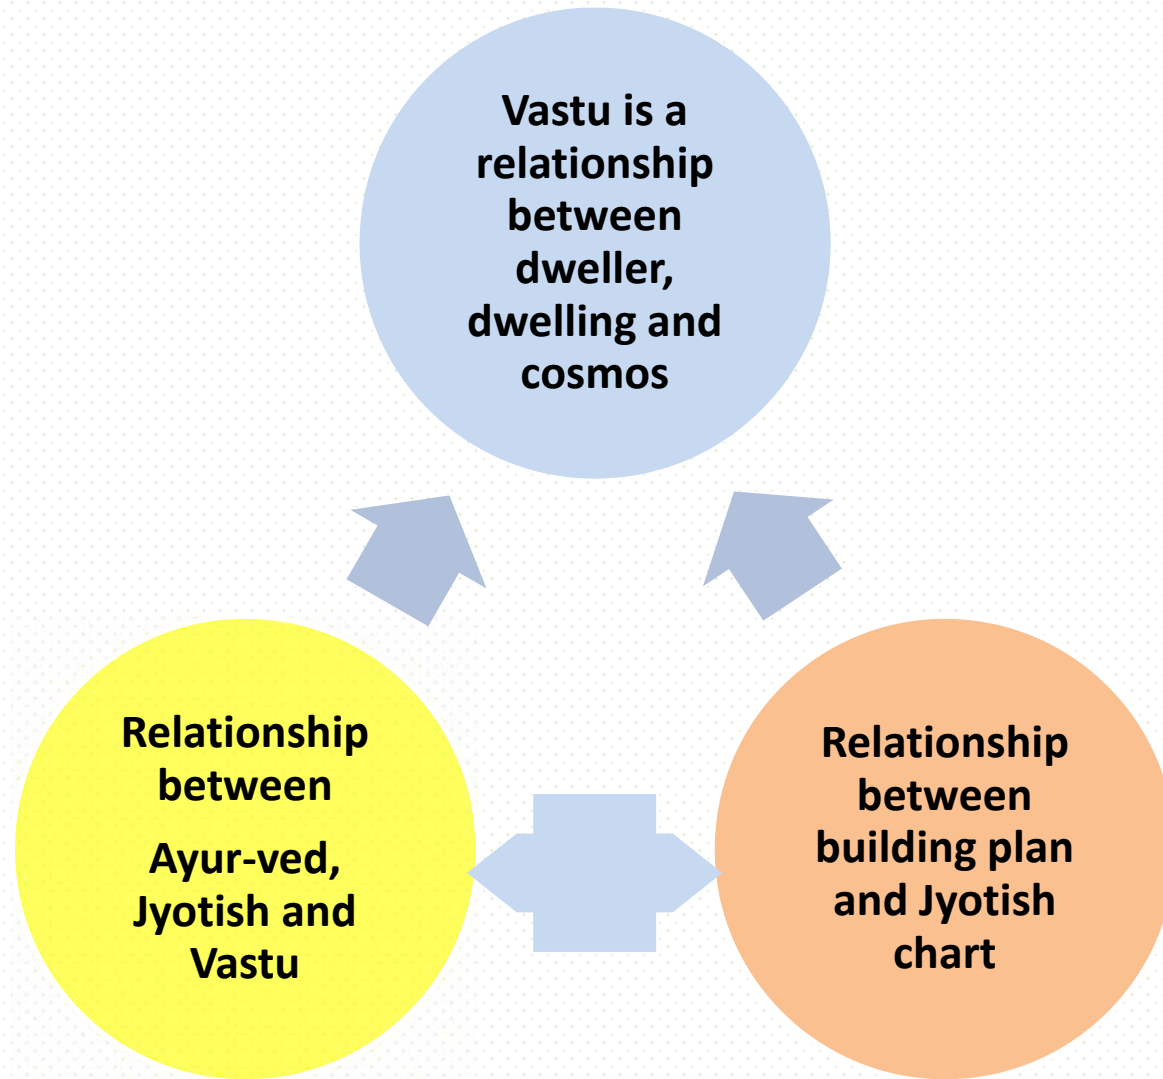 Vastu is a
relationship
between
dweller,
dwelling and
cosmos
Relationship
between
Ayur-ved,
Jyotish and
Vastu
Relationship
between
building plan
and Jyotish
chart